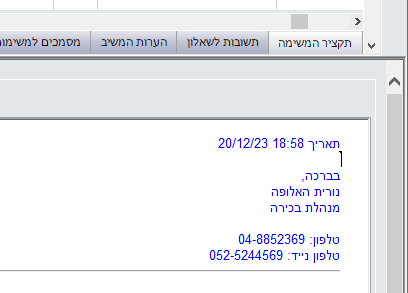 תקציר המשימה
תשובות לשאלון
הערות המשיב
מסמכים למשימות
תאריך 18:58 20/12/23
בברכה,
נורית האלופה
מנהלת בכירה
טלפון: 04-8852369
טלפון נייד: 052-5244569